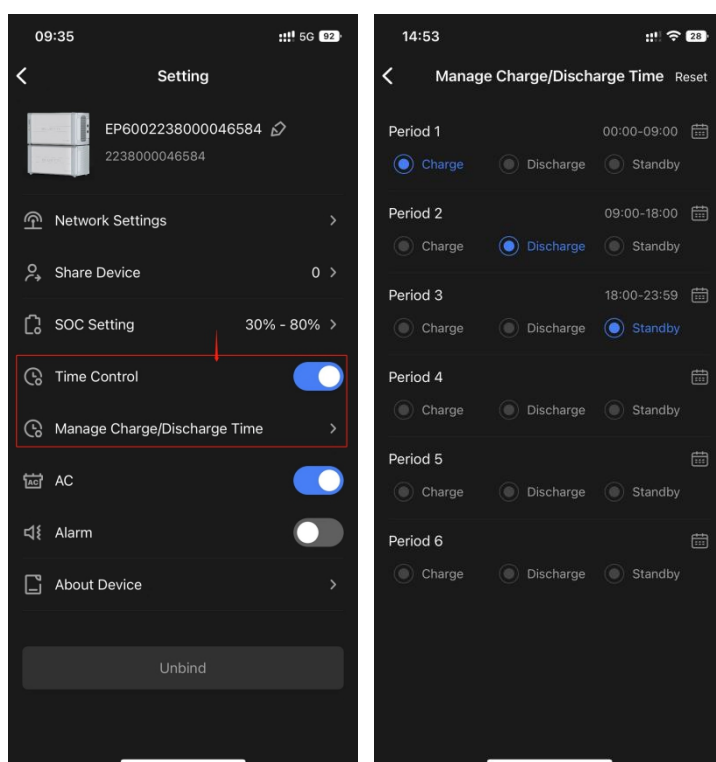 09:35
5G 92
Setting
EP6002238000046584
2238000046584
Network Settings
Share Device 0
SOC Setting 30% - 80%
Time Control
Manage Charge/Discharge Time
AC AC
Alarm
About Device
Unbind
14:53
28
Manage Charge/Discharge Time Reset
Period 1 00:00-09:00
Charge Discharge Standby
Period 2 09:00-18:00
Charge Discharge Standby
Period 3 18:00-23:59
Charge Discharge Standby
Period 4
Charge Discharge Standby
Period 5
Charge Discharge Standby
Period 6
Charge Discharge Standby